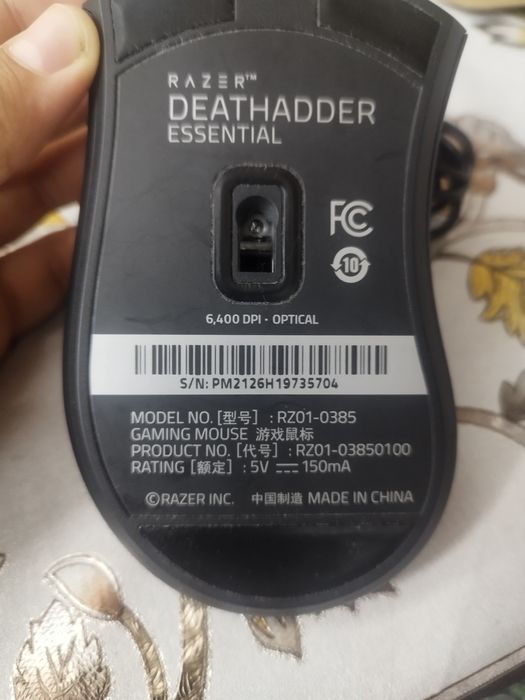 RAZER™
DEATHADDER
ESSENTIAL
FC
10
6,400 DPI · OPTICAL
S/N: PM2126H19735704
MODEL NO. [型号] : RZ01-0385
GAMING MOUSE 游戏鼠标
PRODUCT NO. [代号] : RZ01-03850100
RATING [额定] : 5V ⎓ 150mA
©RAZER INC. 中国制造 MADE IN CHINA